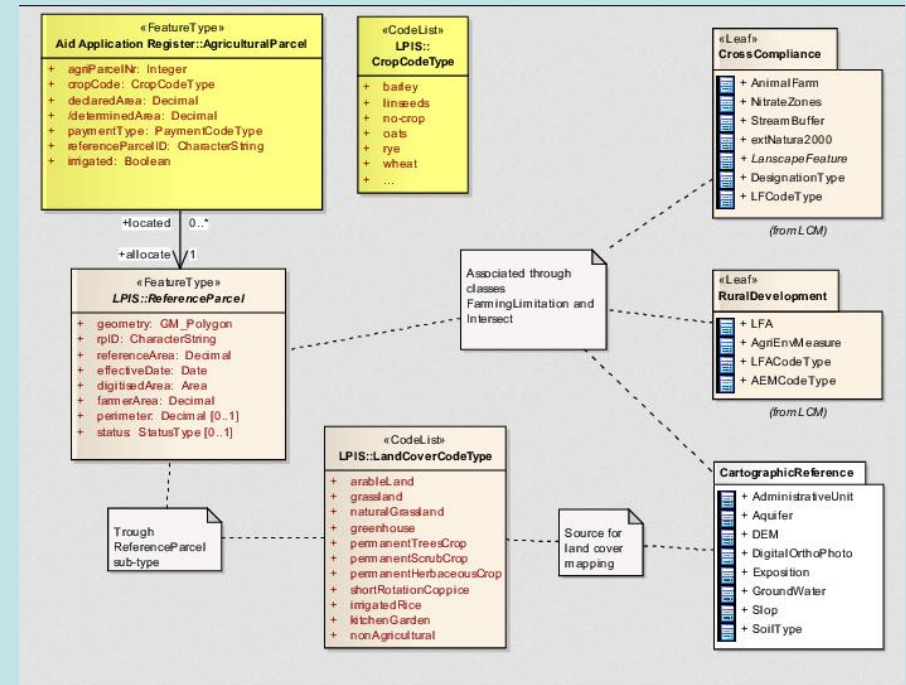 «FeatureType»
Aid Application Register::AgriculturalParcel
+ agriParcelNr: Integer
+ cropCode: CropCodeType
+ declaredArea: Decimal
+ /determinedArea: Decimal
+ paymentType: PaymentCodeType
+ referenceParcelID: CharacterString
+ irrigated: Boolean
«CodeList»
LPIS::
CropCodeType
+ barley
+ linseeds
+ no-crop
+ oats
+ rye
+ wheat
+ ...
«Leaf»
CrossCompliance
+ AnimalFarm
+ NitrateZones
+ StreamBuffer
+ extNatura2000
+ LanscapeFeature
+ DesignationType
+ LFCodeType
(from LCM)
+located 0..*
+allocate 1
«FeatureType»
LPIS::ReferenceParcel
+ geometry: GM_Polygon
+ rpID: CharacterString
+ referenceArea: Decimal
+ effectiveDate: Date
+ digitisedArea: Area
+ farmerArea: Decimal
+ perimeter: Decimal [0..1]
+ status: StatusType [0..1]
Associated through
classes
FarmingLimitation and
Intersect
«Leaf»
RuralDevelopment
+ LFA
+ AgriEnvMeasure
+ LFACodeType
+ AEMCodeType
(from LCM)
Trough
ReferenceParcel
sub-type
«CodeList»
LPIS::LandCoverCodeType
+ arableLand
+ grassland
+ naturalGrassland
+ greenhouse
+ permanentTreesCrop
+ permanentScrubCrop
+ permanentHerbaceousCrop
+ shortRotationCoppice
+ irrigatedRice
+ kitchenGarden
+ nonAgricultural
Source for
land cover
mapping
CartographicReference
+ AdministrativeUnit
+ Aquifer
+ DEM
+ DigitalOrthoPhoto
+ Exposition
+ GroundWater
+ Slop
+ SoilType